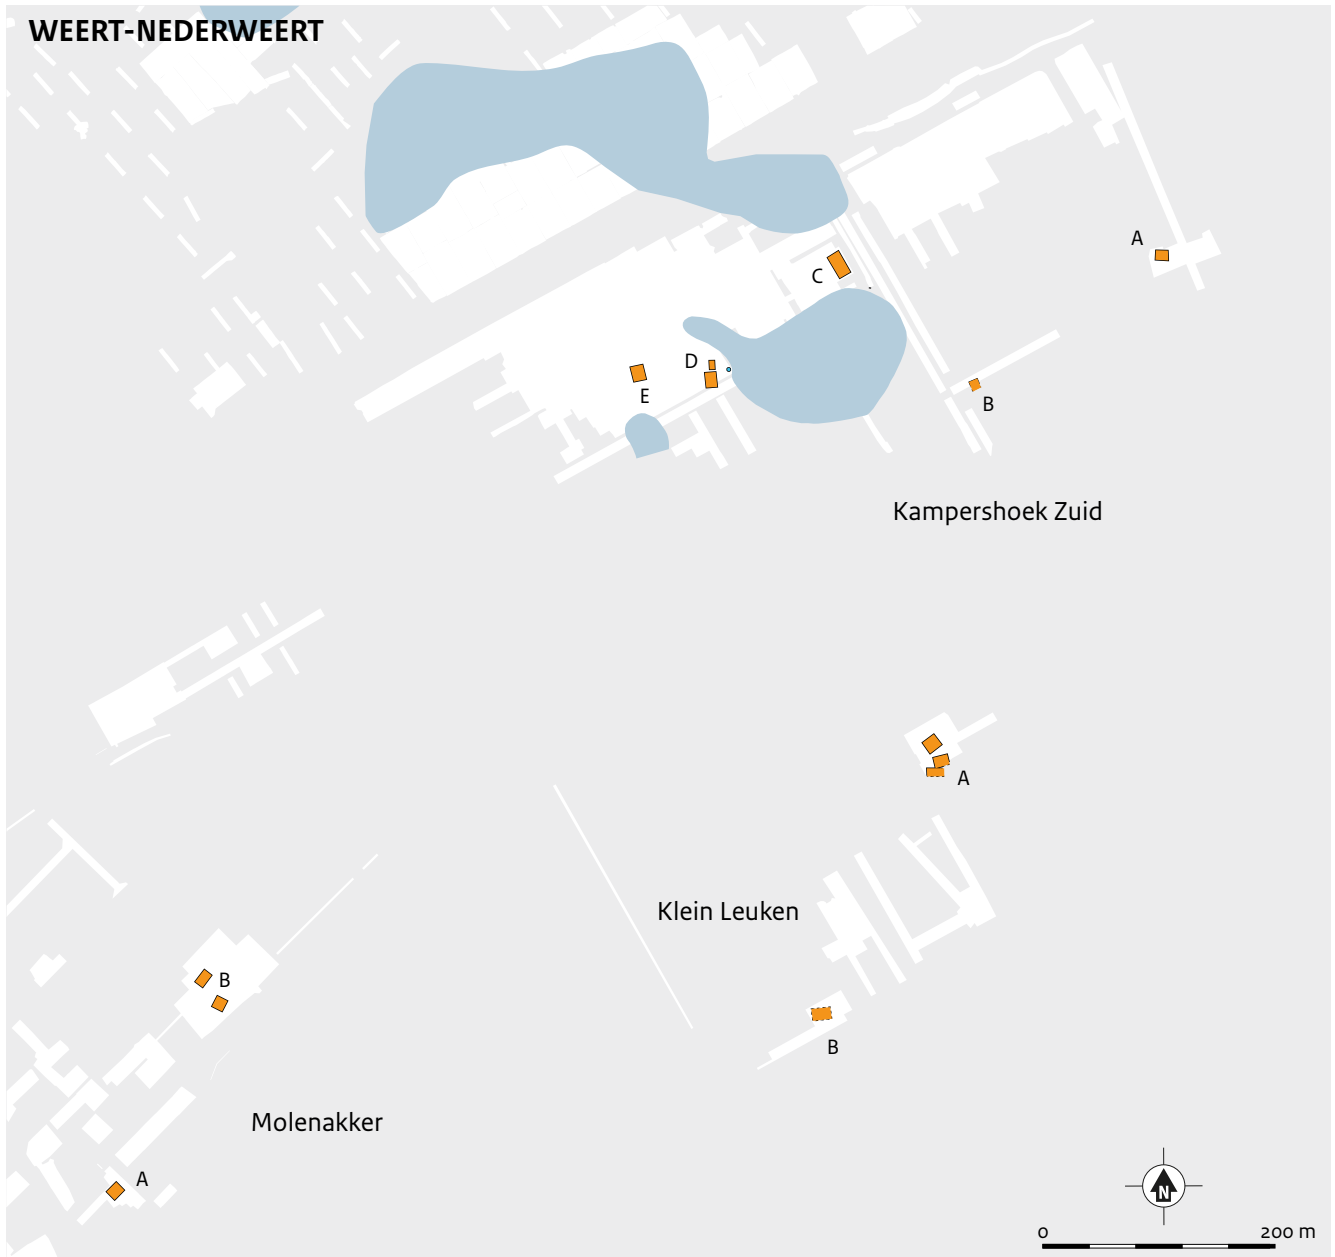 WEERT-NEDERWEERT
A
C
D
E
B
Kampershoek Zuid
A
Klein Leuken
B
B
Molenakker
A
N
0 200 m